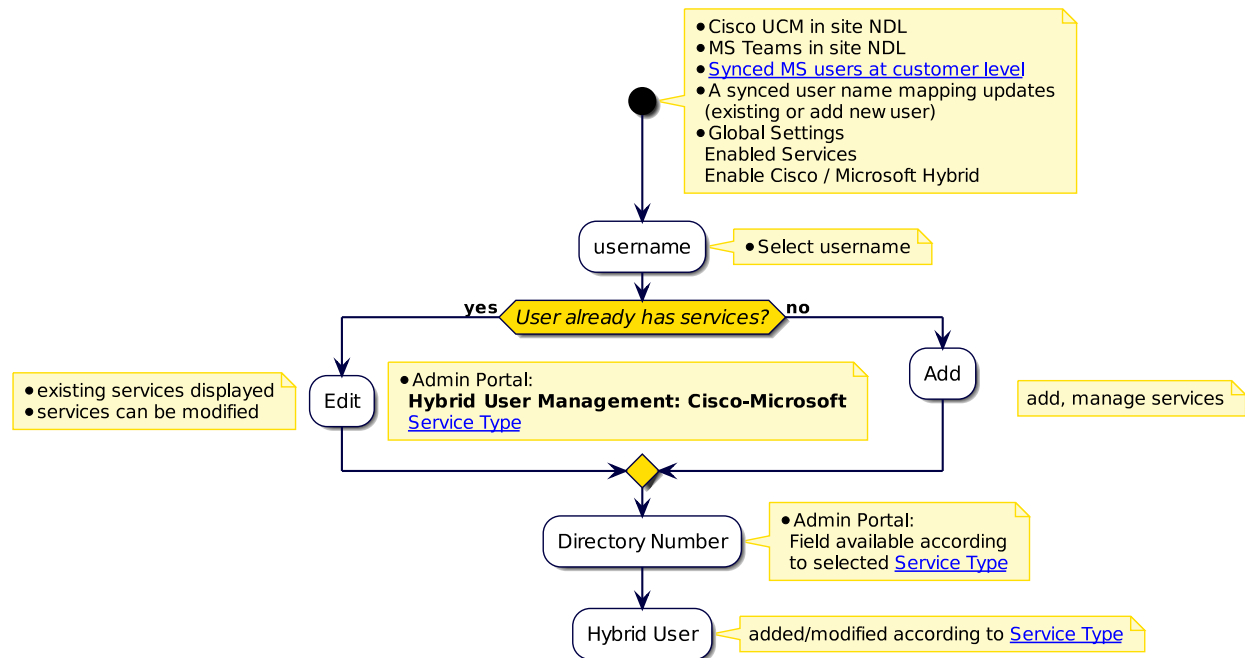 •Cisco UCM in site NDL
•MS Teams in site NDL
•Synced MS users at customer level
•A synced user name mapping updates
(existing or add new user)
•Global Settings
Enabled Services
Enable Cisco / Microsoft Hybrid
username
•Select username
yes
User already has services?
no
•existing services displayed
•services can be modified
Edit
•Admin Portal:
Hybrid User Management: Cisco-Microsoft
Service Type
Add
add, manage services
Directory Number
•Admin Portal:
Field available according
to selected Service Type
Hybrid User
added/modified according to Service Type